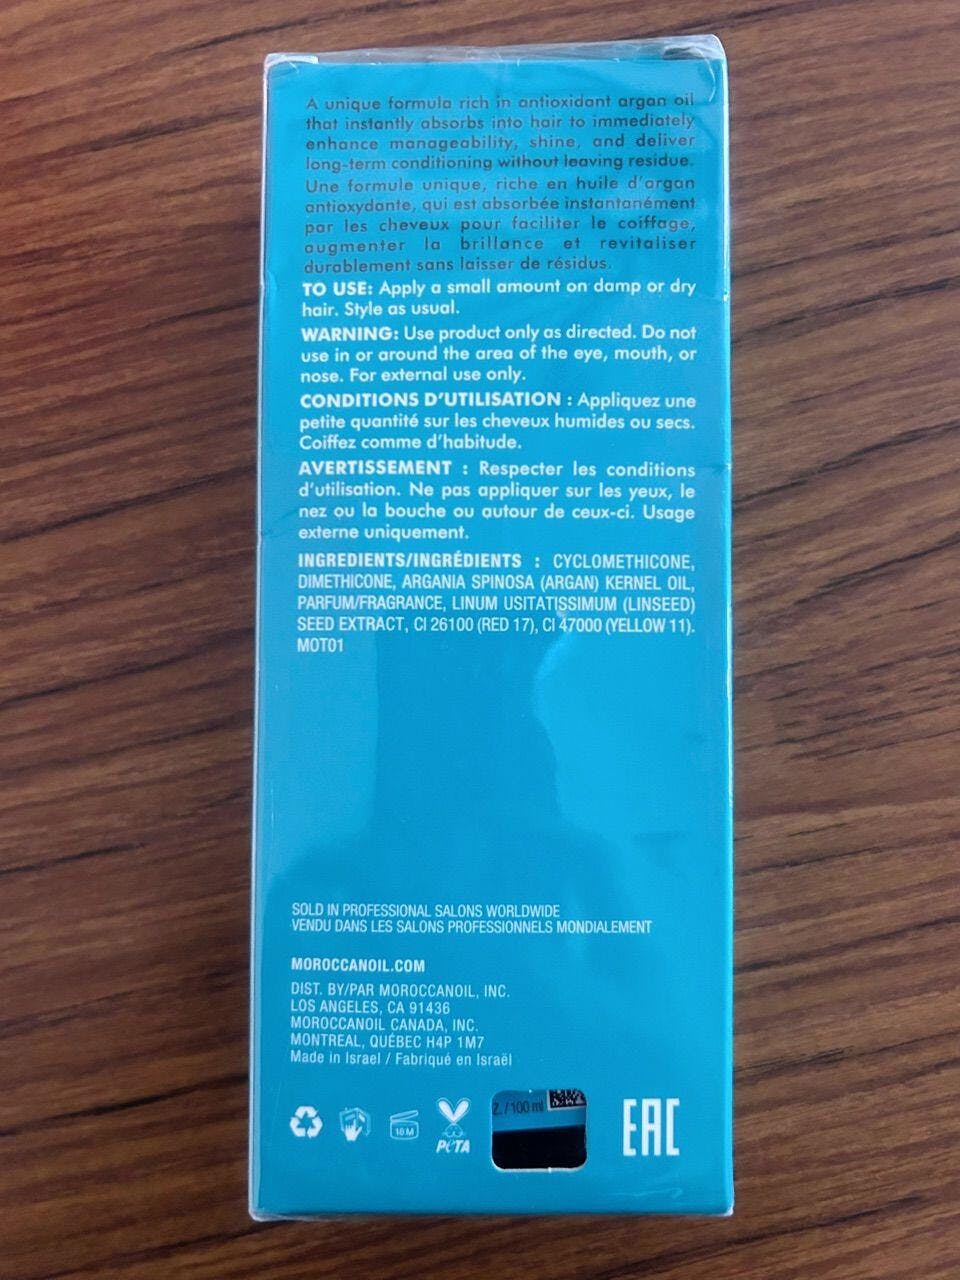 A unique formula rich in antioxidant argan oil
that instantly absorbs into hair to immediately
enhance manageability, shine, and deliver
long-term conditioning without leaving residue.
Une formule unique, riche en huile d'argan
antioxydante, qui est absorbée instantanément
par les cheveux pour faciliter le coiffage,
augmenter la brillance et revitaliser
durablement sans laisser de résidus.
TO USE: Apply a small amount on damp or dry
hair. Style as usual.
WARNING: Use product only as directed. Do not
use in or around the area of the eye, mouth, or
nose. For external use only.
CONDITIONS D'UTILISATION : Appliquez une
petite quantité sur les cheveux humides ou secs.
Coiffez comme d'habitude.
AVERTISSEMENT : Respecter les conditions
d'utilisation. Ne pas appliquer sur les yeux, le
nez ou la bouche ou autour de ceux-ci. Usage
externe uniquement.
INGREDIENTS/INGRÉDIENTS : CYCLOMETHICONE,
DIMETHICONE, ARGANIA SPINOSA (ARGAN) KERNEL OIL,
PARFUM/FRAGRANCE, LINUM USITATISSIMUM (LINSEED)
SEED EXTRACT, CI 26100 (RED 17), CI 47000 (YELLOW 11).
MOT01
SOLD IN PROFESSIONAL SALONS WORLDWIDE
VENDU DANS LES SALONS PROFESSIONNELS MONDIALEMENT
MOROCCANOIL.COM
DIST. BY/PAR MOROCCANOIL, INC.
LOS ANGELES, CA 91436
MOROCCANOIL CANADA, INC.
MONTREAL, QUÉBEC H4P 1M7
Made in Israel / Fabriqué en Israël
18M
PeTA
Z. / 100 ml
EAC